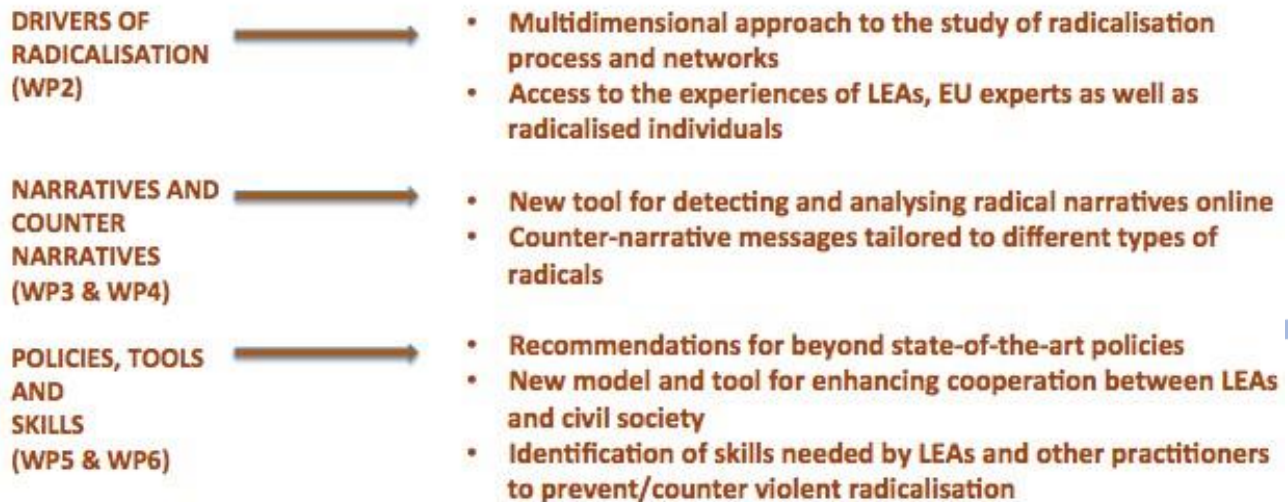 DRIVERS OF
RADICALISATION
(WP2)
• Multidimensional approach to the study of radicalisation
process and networks
• Access to the experiences of LEAs, EU experts as well as
radicalised individuals
NARRATIVES AND
COUNTER
NARRATIVES
(WP3 & WP4)
• New tool for detecting and analysing radical narratives online
• Counter-narrative messages tailored to different types of
radicals
POLICIES, TOOLS
AND
SKILLS
(WP5 & WP6)
• Recommendations for beyond state-of-the-art policies
• New model and tool for enhancing cooperation between LEAs
and civil society
• Identification of skills needed by LEAs and other practitioners
to prevent/counter violent radicalisation